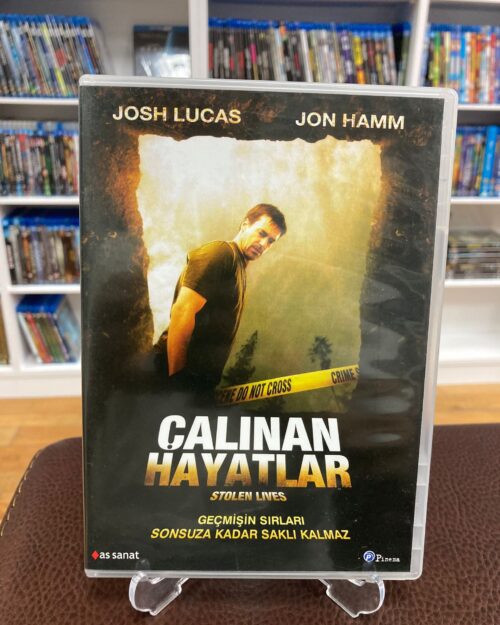 JOSH LUCAS JON HAMM
SCENE DO NOT CROSS CRIME S
ÇALINAN
HAYATLAR
STOLEN LIVES
GEÇMİŞİN SIRLARI
SONSUZA KADAR SAKLI KALMAZ
as sanat Pinema